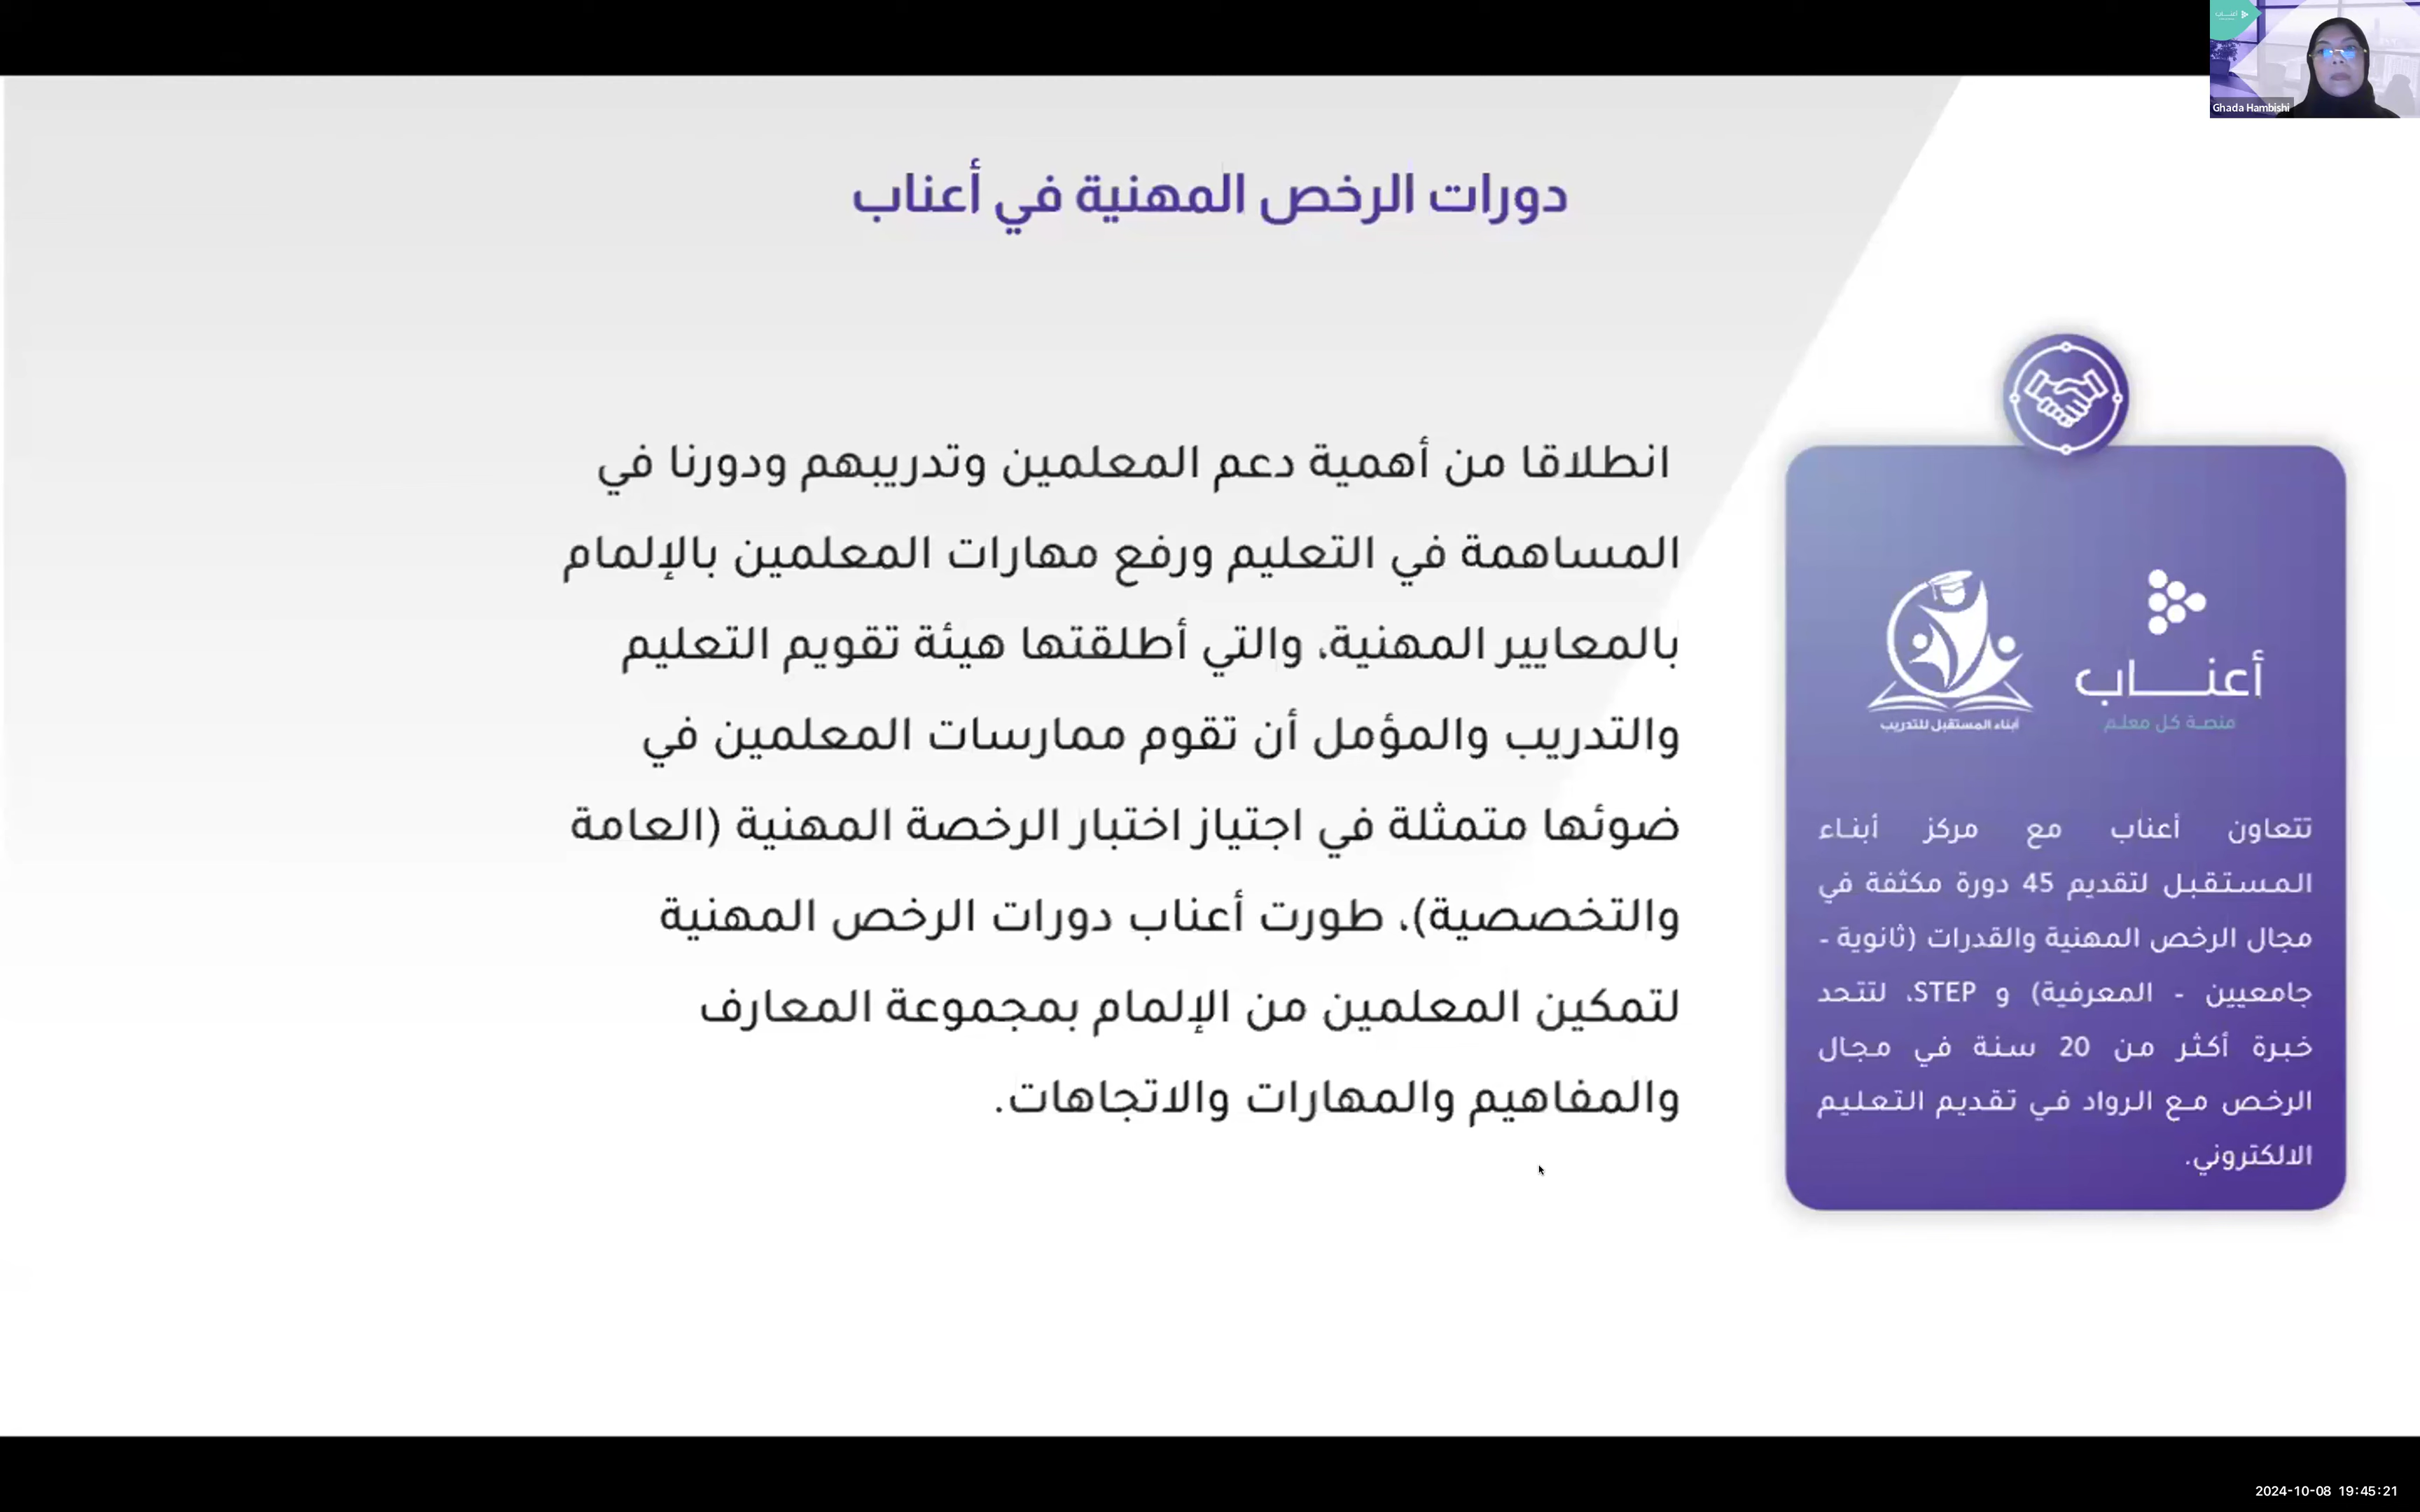 دورات الرخص المهنية في أعناب
انطلاقا من أهمية دعم المعلمين وتدريبهم ودورنا في
المساهمة في التعليم ورفع مهارات المعلمين بالإلمام
بالمعايير المهنية، والتي أطلقتها هيئة تقويم التعليم
والتدريب والمؤمل أن تقوم ممارسات المعلمين في
ضوئها متمثلة في اجتياز اختبار الرخصة المهنية (العامة
والتخصصية)، طورت أعناب دورات الرخص المهنية
لتمكين المعلمين من الإلمام بمجموعة المعارف
والمفاهيم والمهارات والاتجاهات.
أعنـــاب
منصة كل معلم
أبناء المستقبل للتدريب
تتعاون أعناب مع مركز أبناء
المستقبل لتقديم 45 دورة مكثفة في
مجال الرخص المهنية والقدرات (ثانوية -
جامعيين - المعرفية) و STEP، لتتحد
خبرة أكثر من 20 سنة في مجال
الرخص مع الرواد في تقديم التعليم
الالكتروني.
أعناب
Ghada Hambishi
2024-10-08 19:45:21